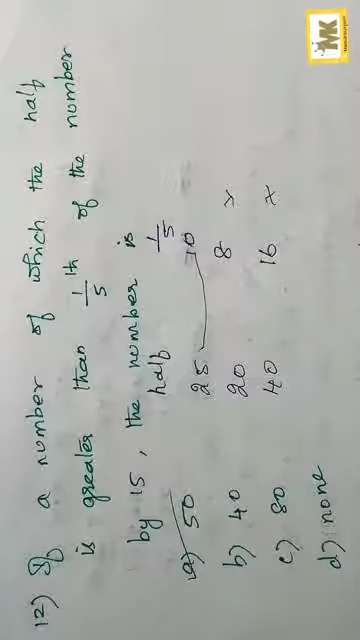 12) If a number of which the half
is greater than 1/5 th of the number
by 15, the number is
half 1/5
a) 50 25 10
b) 40 20 8 x
c) 80 40 16 x
d) none
MK